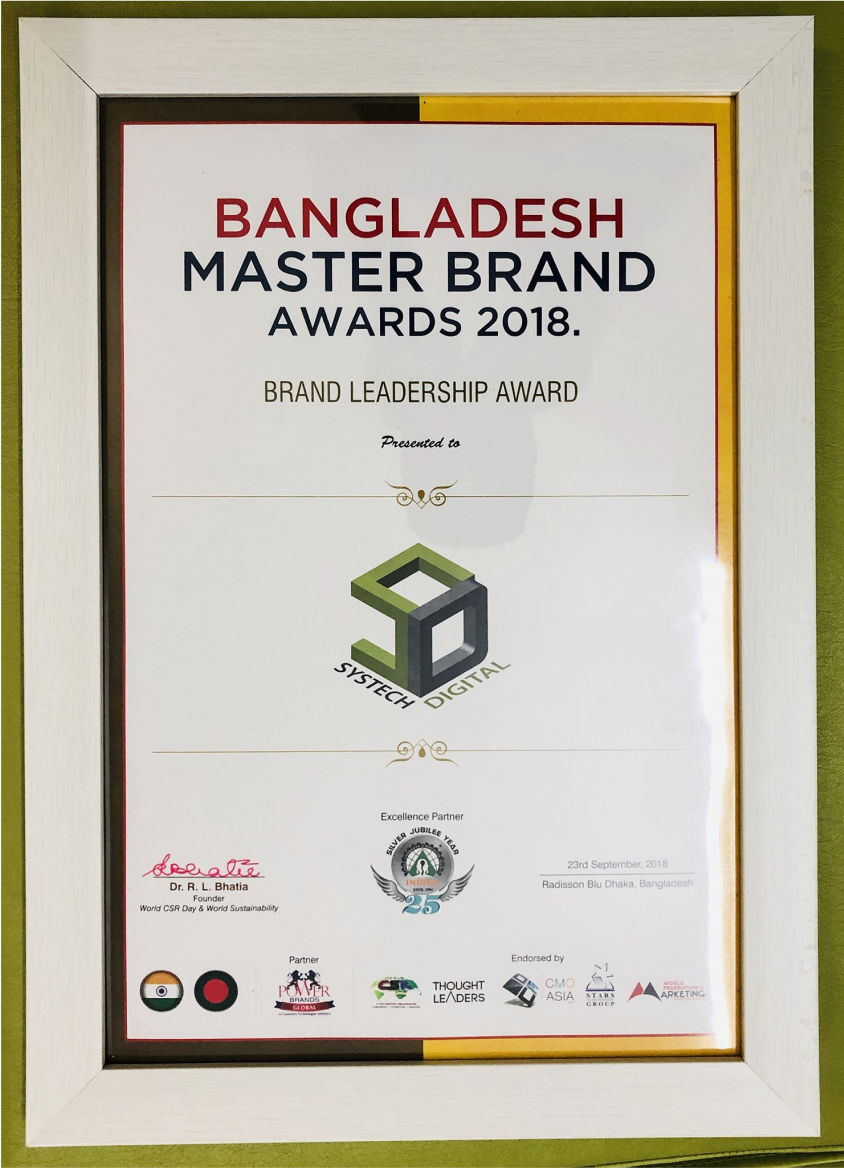 BANGLADESH
MASTER BRAND
AWARDS 2018.
BRAND LEADERSHIP AWARD
Presented to
SYSTECH DIGITAL
Excellence Partner
SILVER JUBILEE YEAR
25
Dr. R. L. Bhatia
Founder
World CSR Day & World Sustainability
23rd September, 2018
Radisson Blu Dhaka, Bangladesh
Partner
POWER
BRANDS
GLOBAL
CSR
THOUGHT
LEADERS
Endorsed by
CMO
ASIA
STARS
GROUP
WORLD
FEDERATION
MARKETING